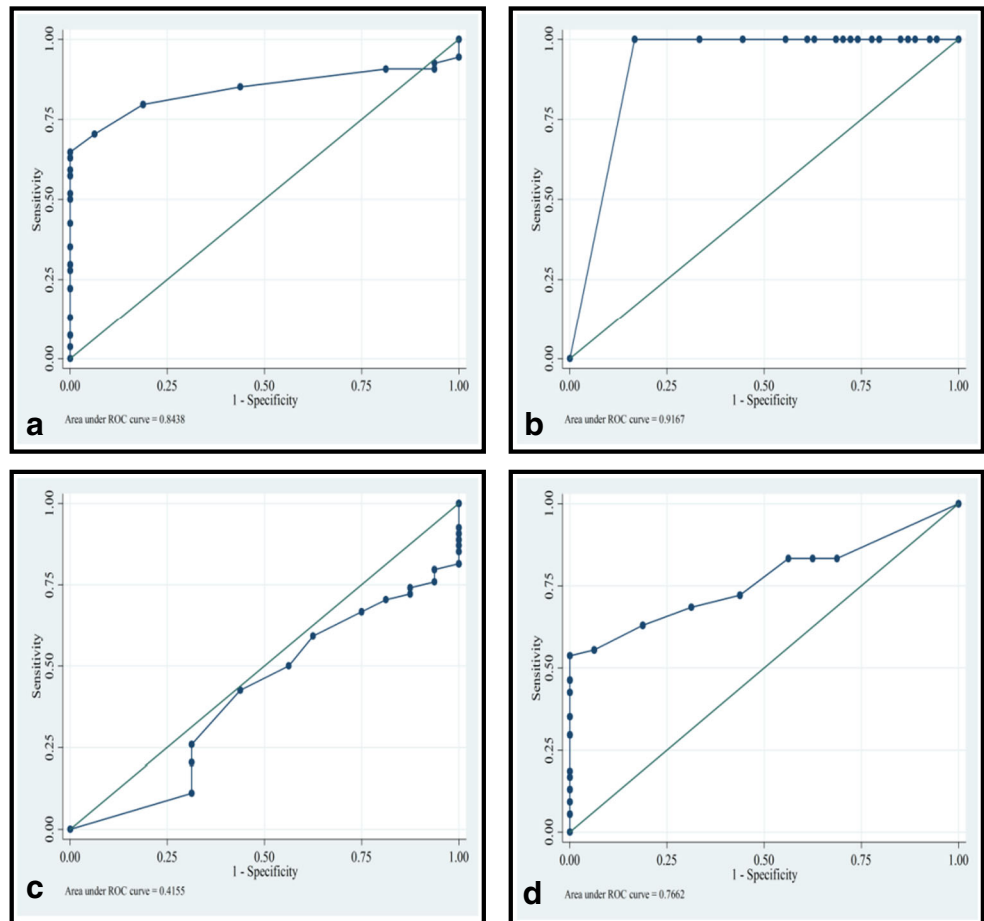 1.00
0.75
Sensitivity
0.50
0.25
0.00
0.00 0.25 0.50 0.75 1.00
1 - Specificity
Area under ROC curve = 0.8438
a
1.00
0.75
Sensitivity
0.50
0.25
0.00
0.00 0.25 0.50 0.75 1.00
1 - Specificity
Area under ROC curve = 0.9167
b
1.00
0.75
Sensitivity
0.50
0.25
0.00
0.00 0.25 0.50 0.75 1.00
1 - Specificity
Area under ROC curve = 0.4155
c
1.00
0.75
Sensitivity
0.50
0.25
0.00
0.00 0.25 0.50 0.75 1.00
1 - Specificity
Area under ROC curve = 0.7662
d